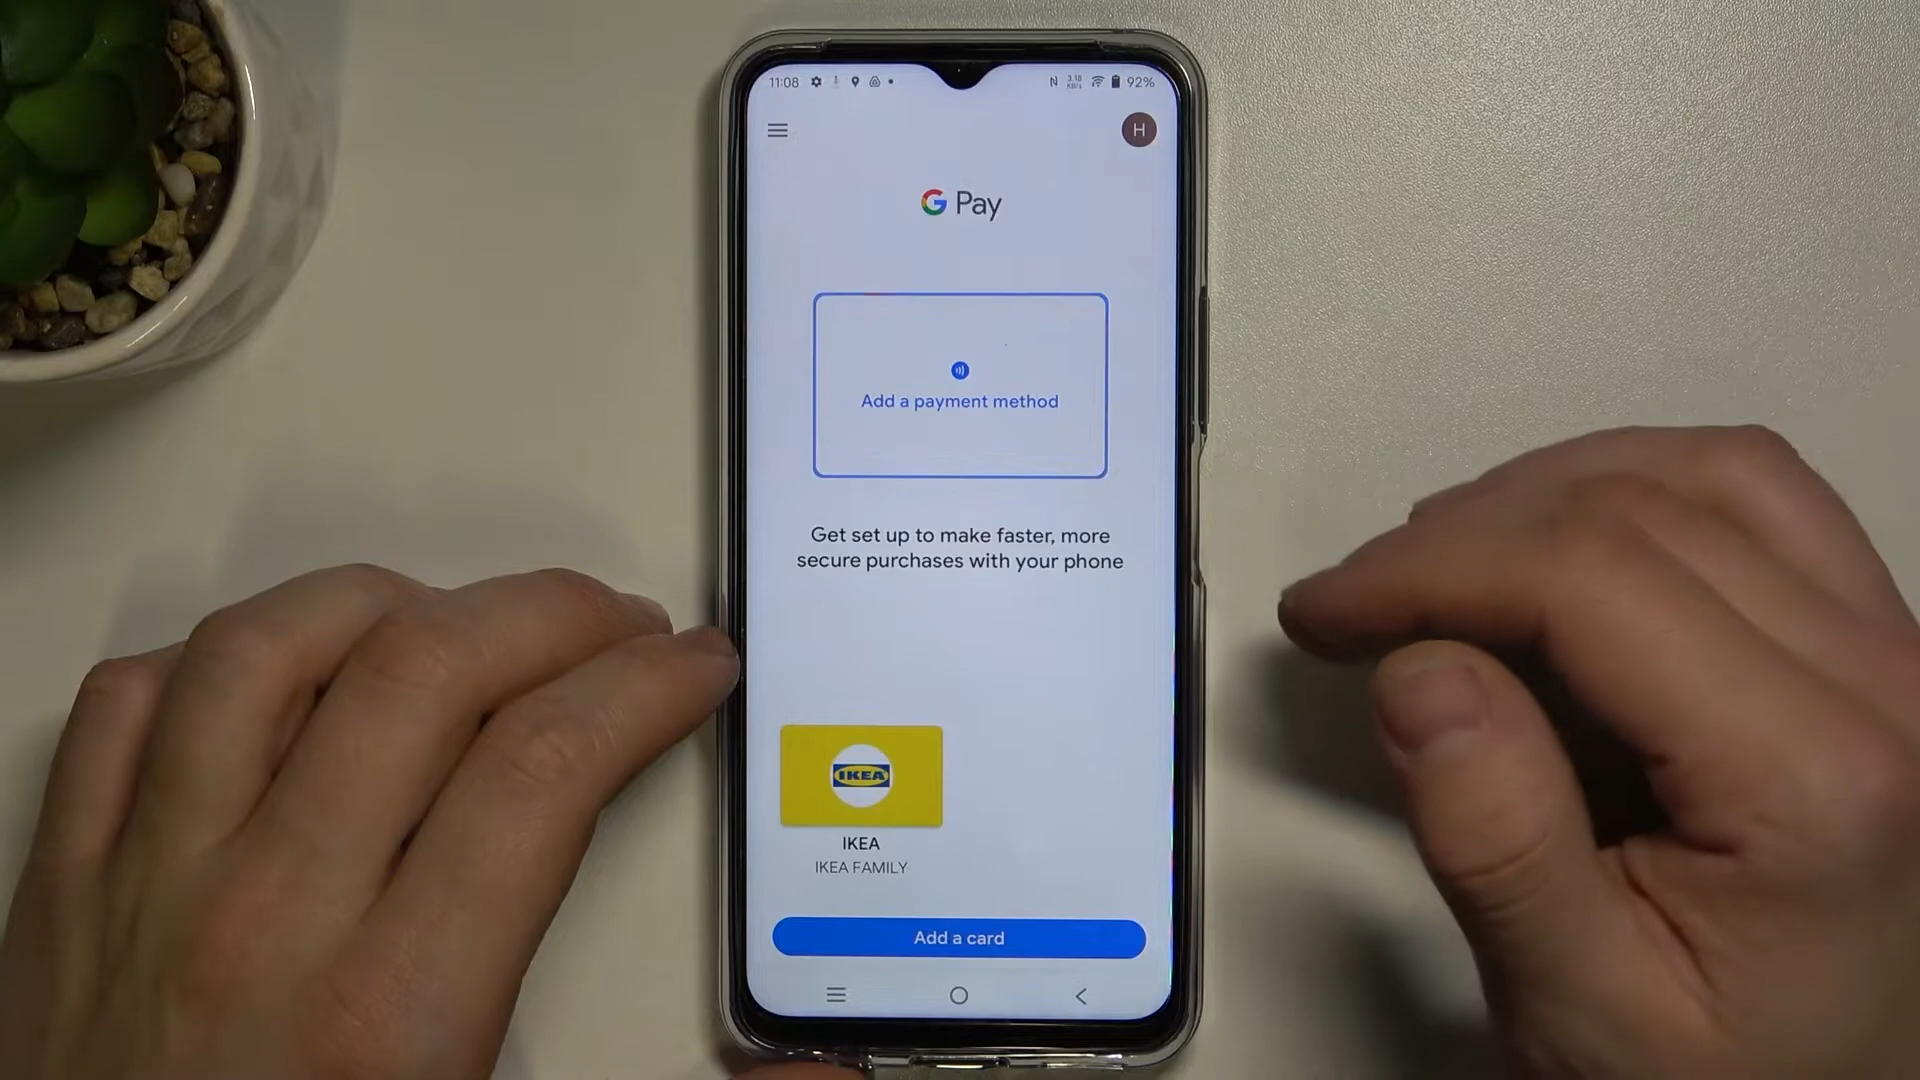 11:08
N 3.18 KB/s 92%
H
G Pay
Add a payment method
Get set up to make faster, more
secure purchases with your phone
IKEA
IKEA
IKEA FAMILY
Add a card